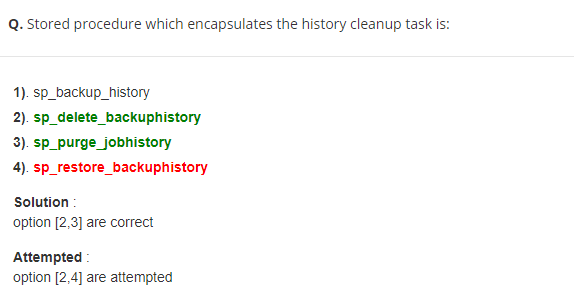 Q. Stored procedure which encapsulates the history cleanup task is:
1). sp_backup_history
2). sp_delete_backuphistory
3). sp_purge_jobhistory
4). sp_restore_backuphistory
Solution :
option [2,3] are correct
Attempted :
option [2,4] are attempted